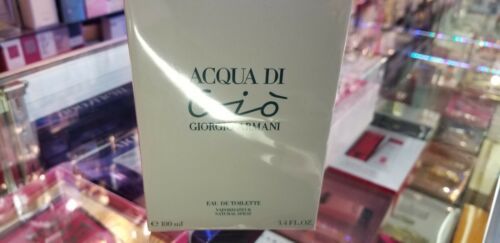 ACQUA DI
Giò
GIORGIO ARMANI
EAU DE TOILETTE
VAPORISATEUR
NATURAL SPRAY
℮ 100 ml 3.4 FL.OZ.